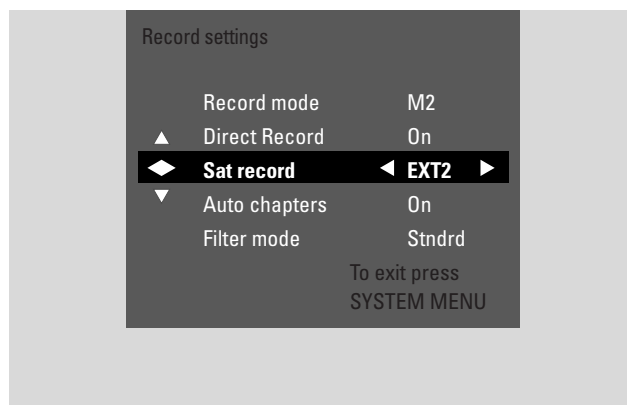 Record settings
Record mode M2
Direct Record On
Sat record EXT2
Auto chapters On
Filter mode Stndrd
To exit press
SYSTEM MENU